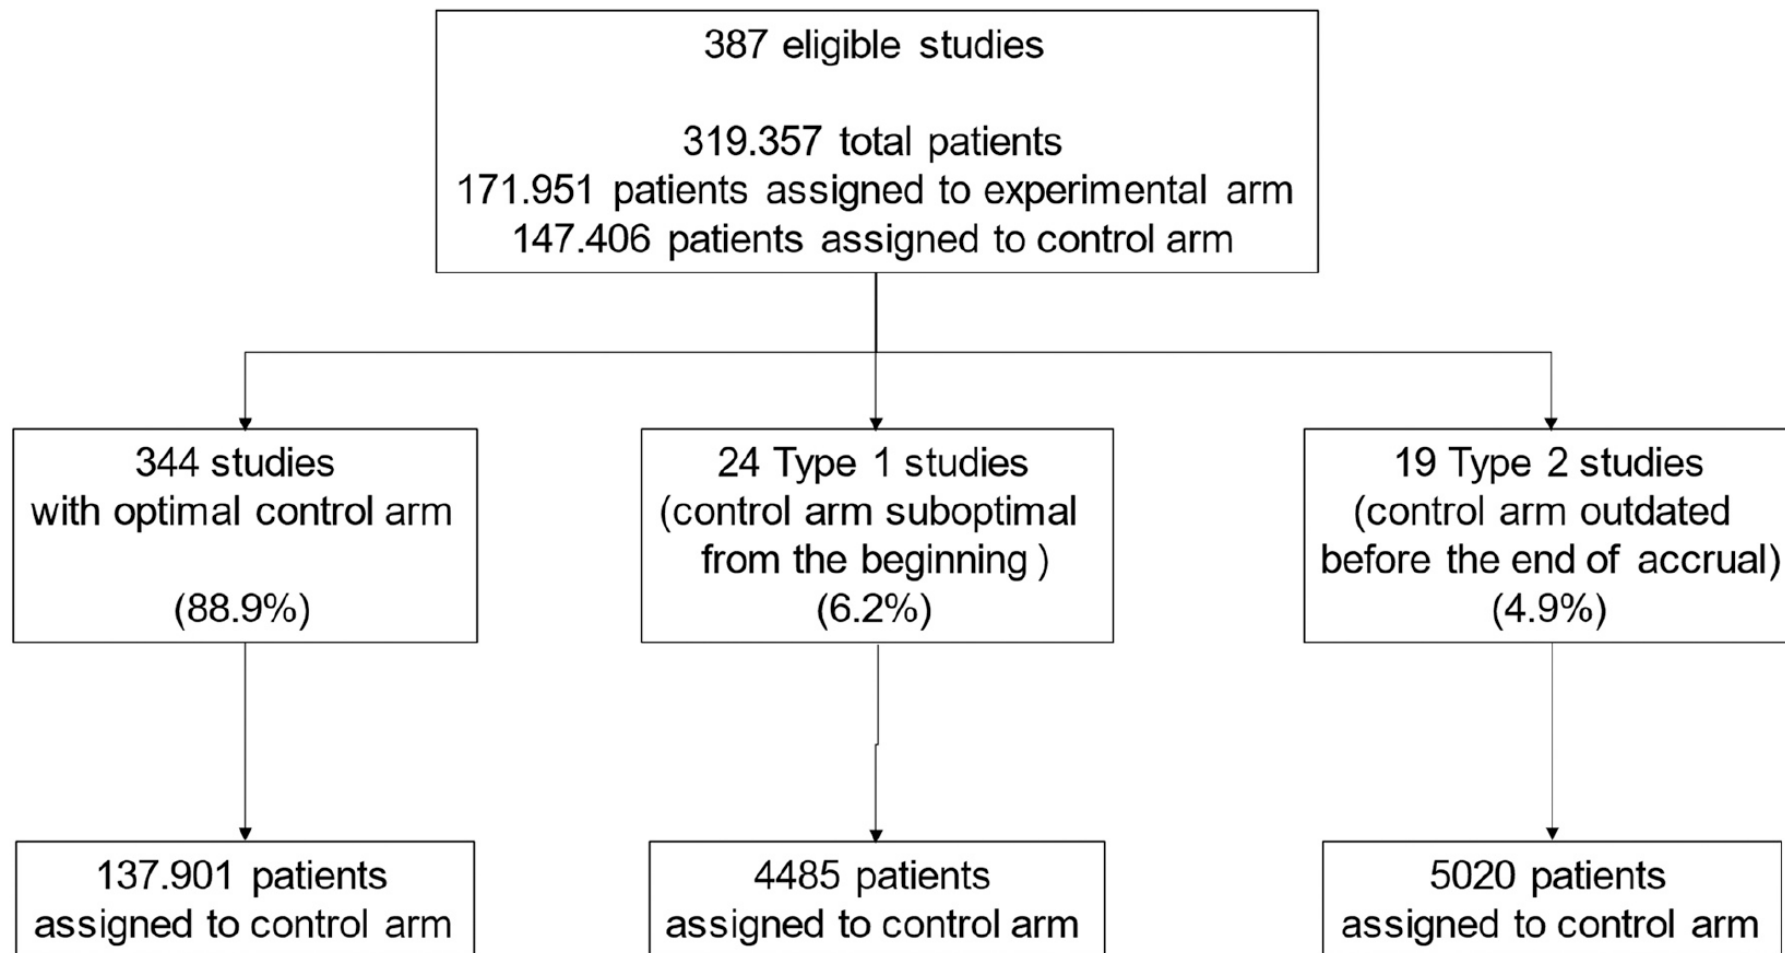 387 eligible studies
319.357 total patients
171.951 patients assigned to experimental arm
147.406 patients assigned to control arm
344 studies
with optimal control arm
(88.9%)
24 Type 1 studies
(control arm suboptimal
from the beginning )
(6.2%)
19 Type 2 studies
(control arm outdated
before the end of accrual)
(4.9%)
137.901 patients
assigned to control arm
4485 patients
assigned to control arm
5020 patients
assigned to control arm